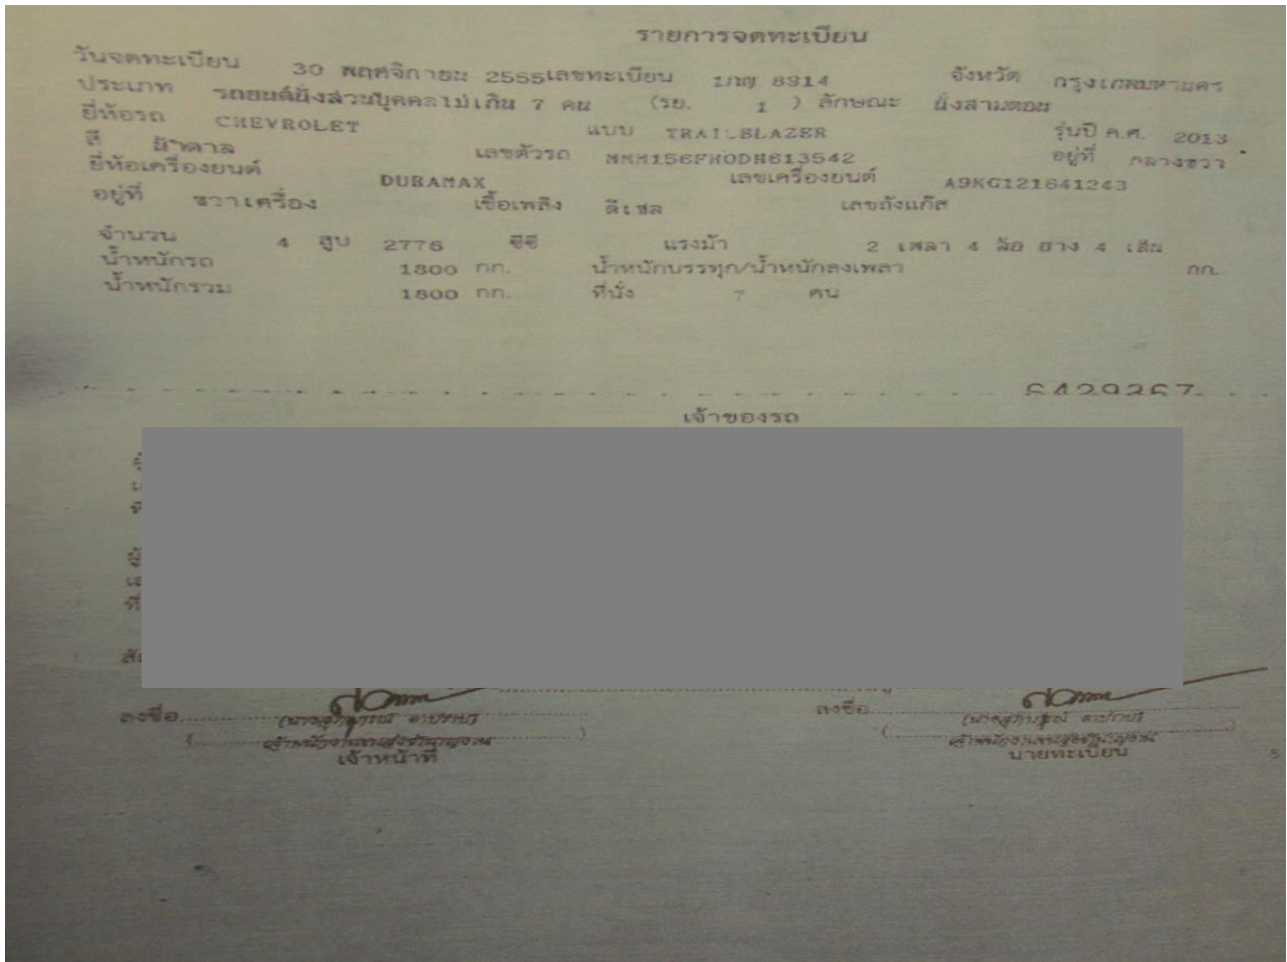 รายการจดทะเบียน
วันจดทะเบียน 30 พฤศจิกายน 2555 เลขทะเบียน 8914 จังหวัด กรุงเทพมหานคร
ประเภท รถยนต์นั่งส่วนบุคคลไม่เกิน 7 คน (รย. 1 ) ลักษณะ นั่งสามตอน
ยี่ห้อรถ CHEVROLET แบบ TRAILBLAZER รุ่นปี ค.ศ. 2013
สี น้ำตาล เลขตัวรถ อยู่ที่ กลางขวา
ยี่ห้อเครื่องยนต์ DURAMAX เลขเครื่องยนต์ A9KG121641243
อยู่ที่ ขวาเครื่อง เชื้อเพลิง ดีเซล เลขถังแก๊ส
จำนวน 4 สูบ 2776 ซีซี แรงม้า 2 เพลา 4 ล้อ ยาง 4 เส้น
น้ำหนักรถ 1800 กก. น้ำหนักบรรทุก/น้ำหนักลงเพลา กก.
น้ำหนักรวม 1800 กก. ที่นั่ง 7 คน
6429367
เจ้าของรถ
ลงชื่อ ลงชื่อ
เจ้าหน้าที่ นายทะเบียน
5